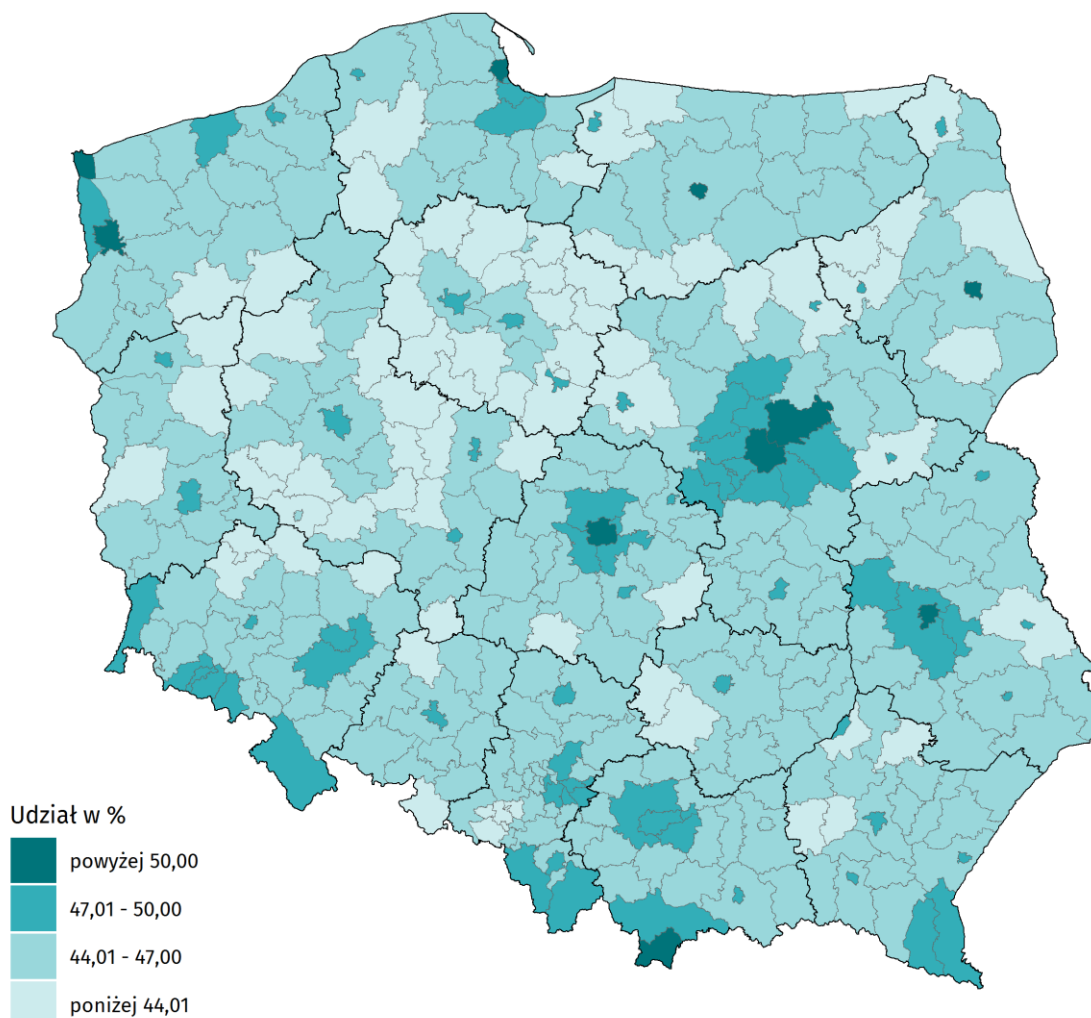 Udział w %
powyżej 50,00
47,01 - 50,00
44,01 - 47,00
poniżej 44,01